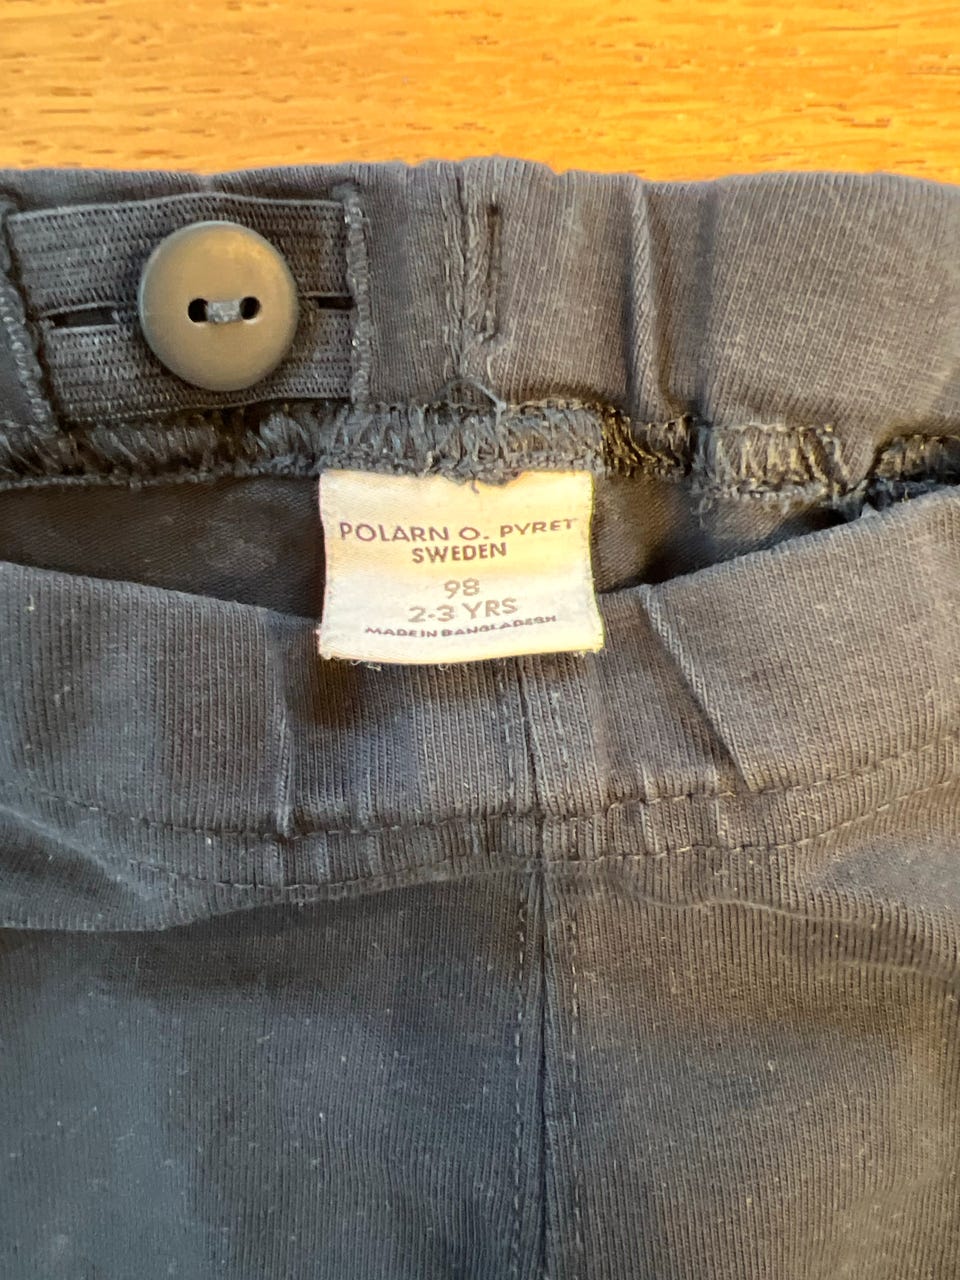 POLARN O. PYRET
SWEDEN
98
2-3 YRS
MADE IN BANGLADESH